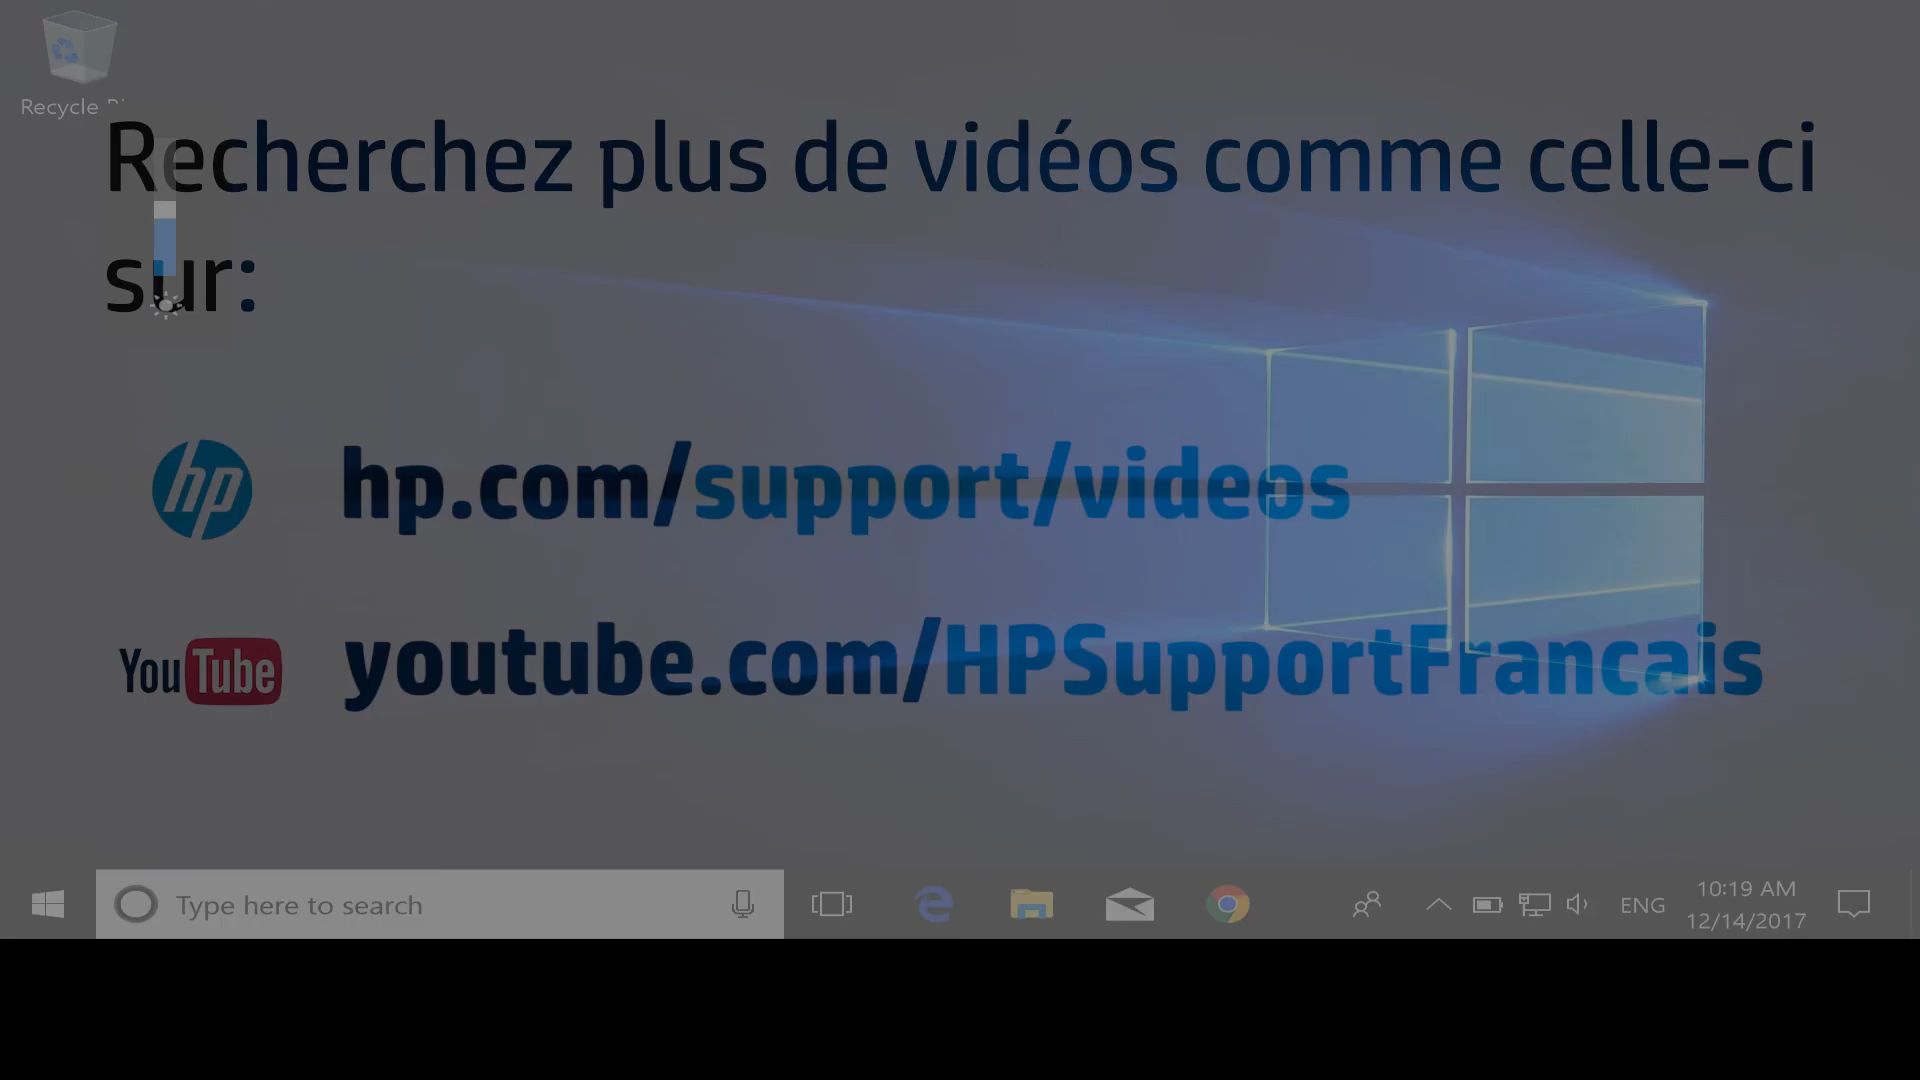 Recycle
Recherchez plus de vidéos comme celle-ci
sur:
hp hp.com/support/videos
YouTube youtube.com/HPSupportFrancais
Type here to search
ENG
10:19 AM
12/14/2017